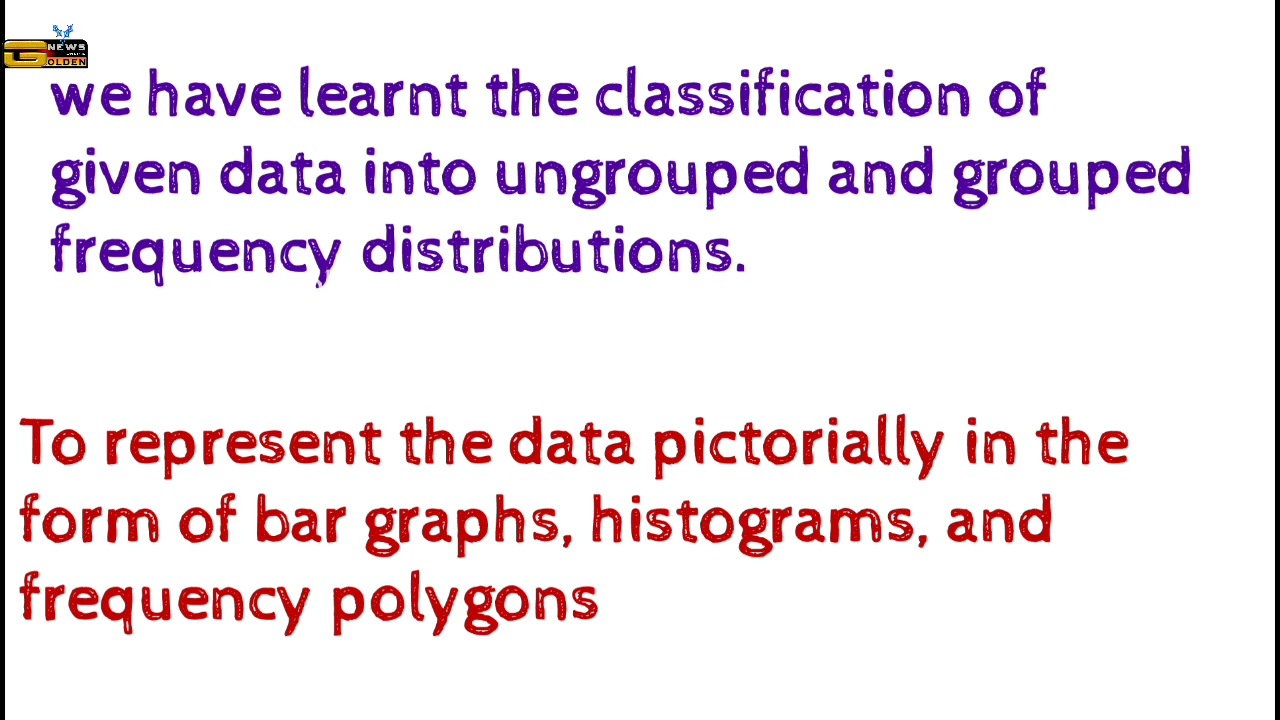 NEWS
GOLDEN
we have learnt the classification of
given data into ungrouped and grouped
frequency distributions.
To represent the data pictorially in the
form of bar graphs, histograms, and
frequency polygons